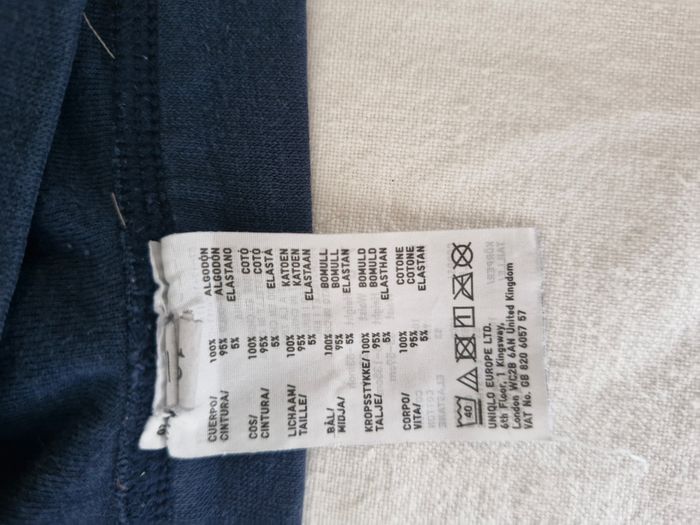 CUERPO/ 100% ALGODÓN
CINTURA/ 95% ALGODÓN
5% ELASTANO
COS/ 100% COTÓ
CINTURA/ 95% COTÓ
5% ELASTÀ
LICHAAM/ 100% KATOEN
TAILLE/ 95% KATOEN
5% ELASTAAN
BÅL/ 100% BOMULL
MIDJA/ 95% BOMULL
5% ELASTAN
KROPSSTYKKE/ 100% BOMULD
TALJE/ 95% BOMULD
5% ELASTHAN
CORPO/ 100% COTONE
VITA/ 95% COTONE
5% ELASTAN
40
UNIQLO EUROPE LTD.
6th Floor, 1 Kingsway,
London WC2B 6AN United Kingdom
VAT No. GB 820 6057 57